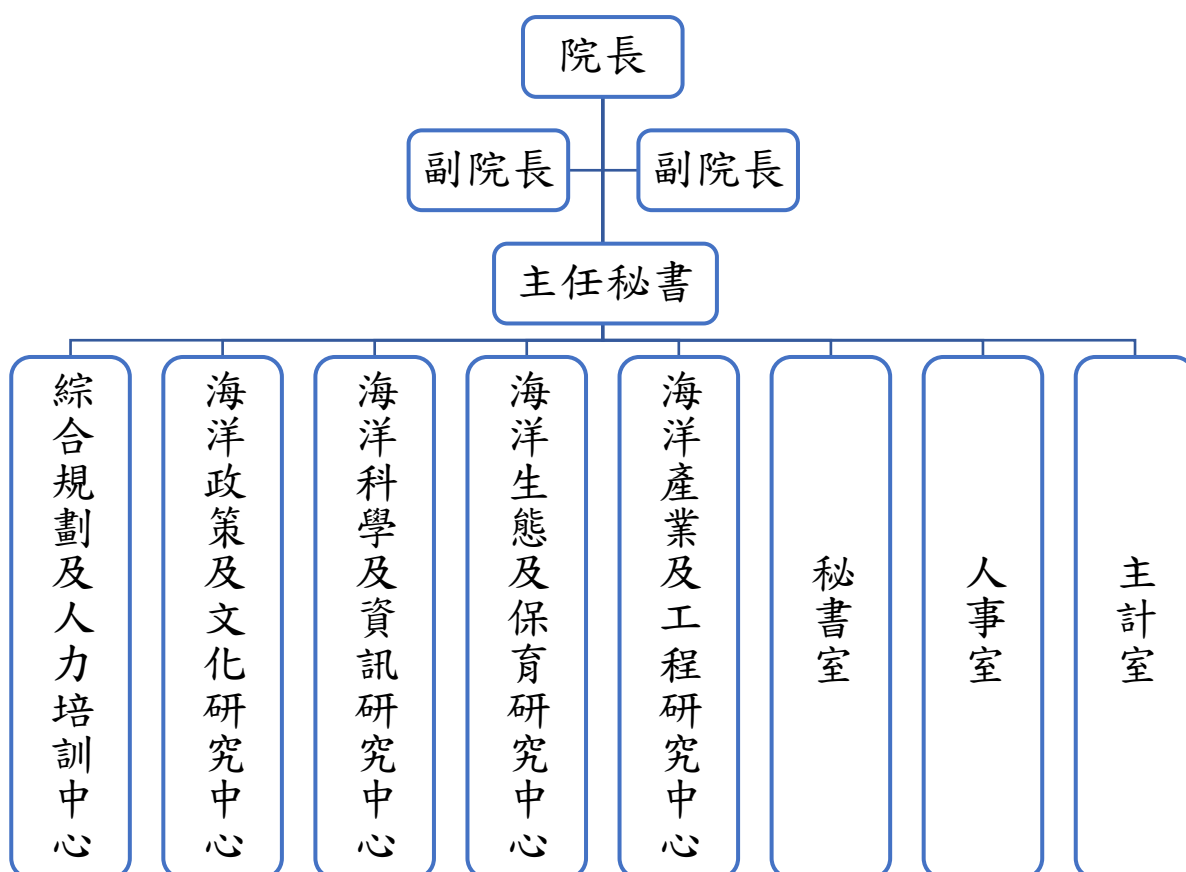 院長
副院長
副院長
主任秘書
綜合規劃及人力培訓中心
海洋政策及文化研究中心
海洋科學及資訊研究中心
海洋生態及保育研究中心
海洋產業及工程研究中心
秘書室
人事室
主計室